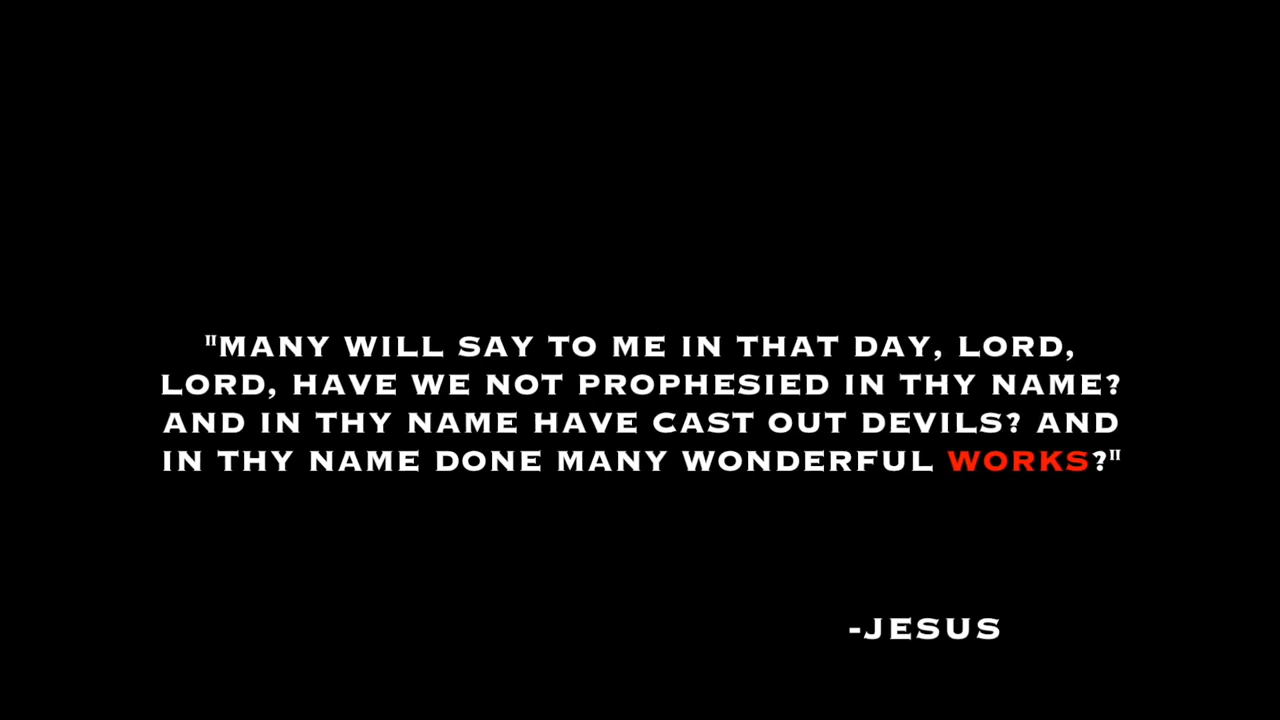 "MANY WILL SAY TO ME IN THAT DAY, LORD,
LORD, HAVE WE NOT PROPHESIED IN THY NAME?
AND IN THY NAME HAVE CAST OUT DEVILS? AND
IN THY NAME DONE MANY WONDERFUL WORKS?"
-JESUS